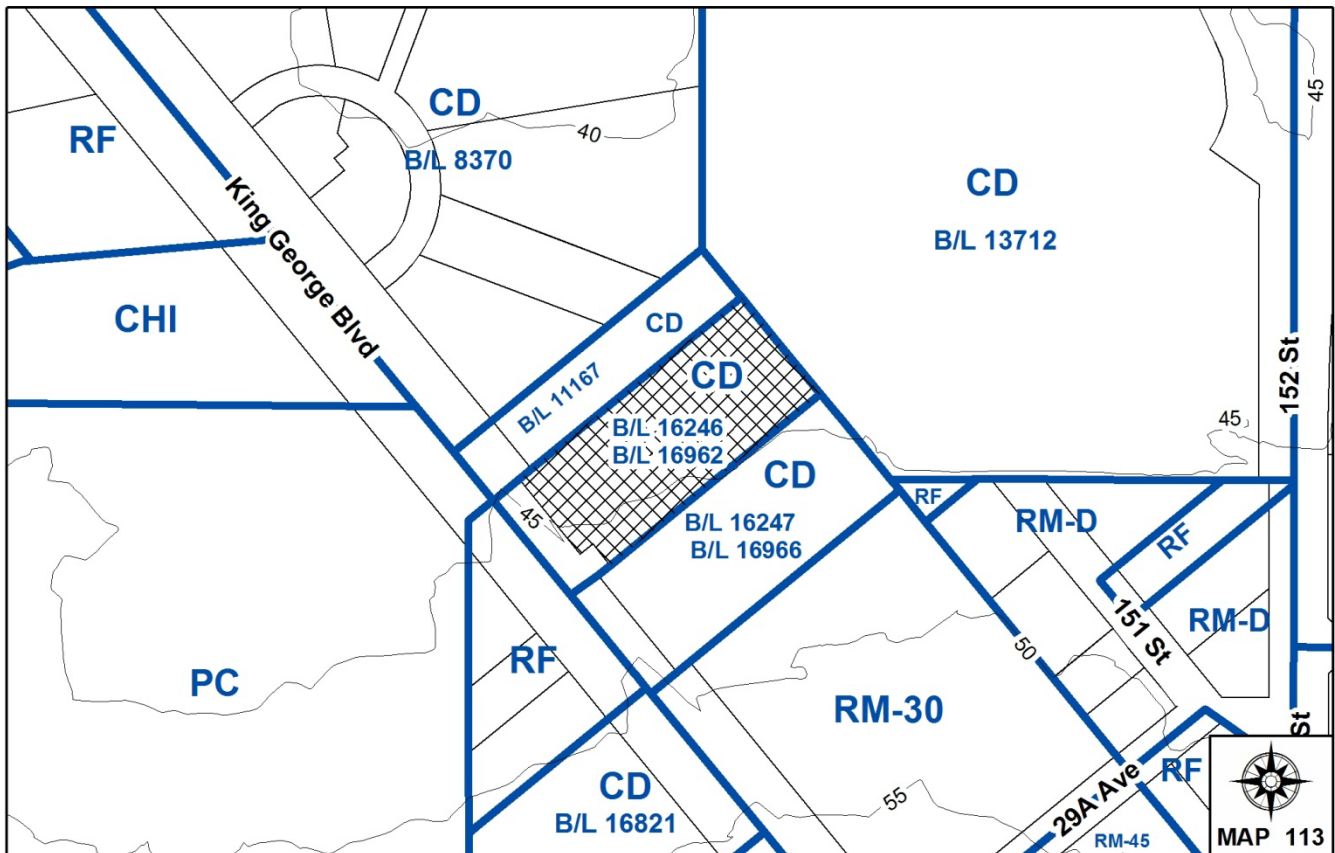 CD
45
RF
40
B/L 8370
CD
King George Blvd
B/L 13712
CHI
CD
152 St
CD
B/L 11167
B/L 16246
B/L 16962
45
CD
RF
45
B/L 16247
RM-D
RF
B/L 16966
151 St
RM-D
RF
50
PC
RM-30
St
CD
RF
55
29A Ave
B/L 16821
RM-45
MAP 113